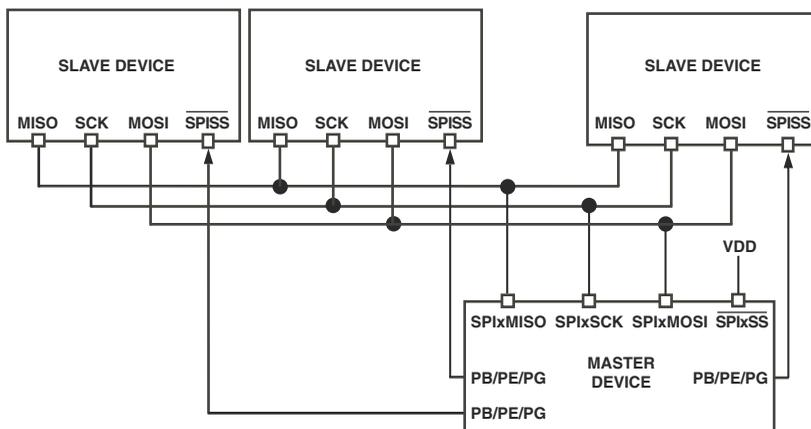 SLAVE DEVICE
MISO SCK MOSI SPISS
SLAVE DEVICE
MISO SCK MOSI SPISS
SLAVE DEVICE
MISO SCK MOSI SPISS
VDD
SPIxMISO SPIxSCK SPIxMOSI SPIxSS
MASTER
DEVICE
PB/PE/PG
PB/PE/PG
PB/PE/PG